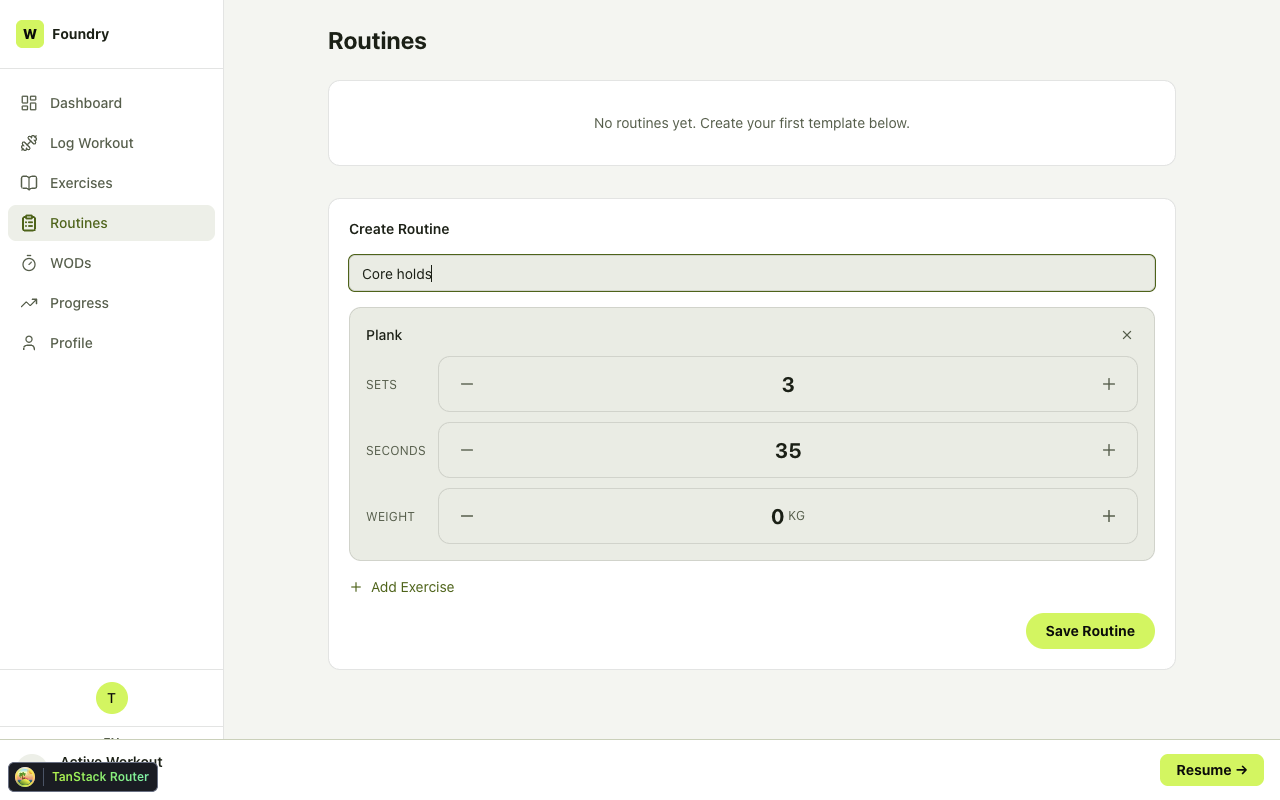 W Foundry
Dashboard
Log Workout
Exercises
Routines
WODs
Progress
Profile
T
Routines
No routines yet. Create your first template below.
Create Routine
Core holds
Plank
SETS
3
SECONDS
35
WEIGHT
0 KG
Add Exercise
Save Routine
Active Workout
TanStack Router
Resume →